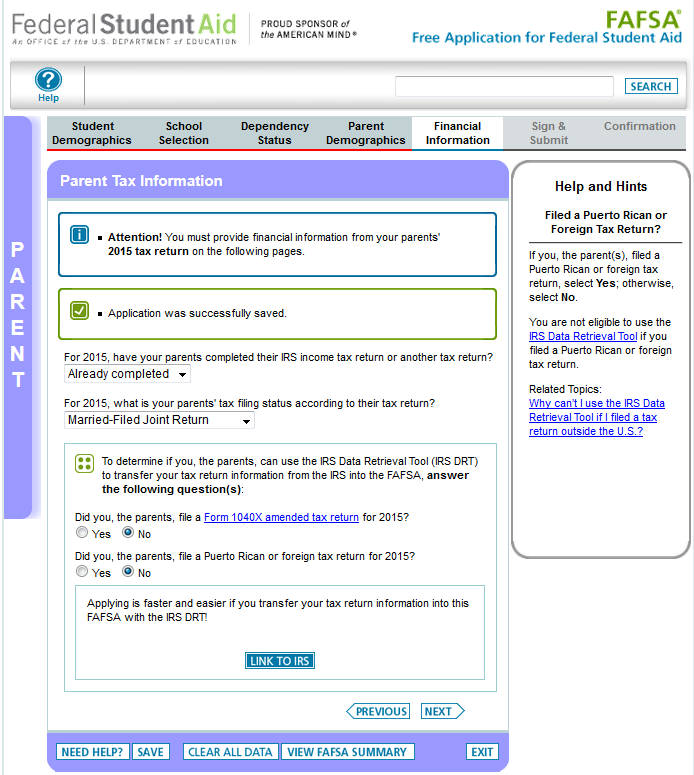 Federal Student Aid
An OFFICE of the U.S. DEPARTMENT of EDUCATION
PROUD SPONSOR of
the AMERICAN MIND®
FAFSA®
Free Application for Federal Student Aid
?
Help
SEARCH
Student
Demographics
School
Selection
Dependency
Status
Parent
Demographics
Financial
Information
Sign &
Submit
Confirmation
PARENT
Parent Tax Information
Attention! You must provide financial information from your parents'
2015 tax return on the following pages.
Application was successfully saved.
For 2015, have your parents completed their IRS income tax return or another tax return?
Already completed
For 2015, what is your parents' tax filing status according to their tax return?
Married-Filed Joint Return
To determine if you, the parents, can use the IRS Data Retrieval Tool (IRS DRT)
to transfer your tax return information from the IRS into the FAFSA, answer
the following question(s):
Did you, the parents, file a Form 1040X amended tax return for 2015?
Yes No
Did you, the parents, file a Puerto Rican or foreign tax return for 2015?
Yes No
Applying is faster and easier if you transfer your tax return information into this
FAFSA with the IRS DRT!
LINK TO IRS
PREVIOUS NEXT
NEED HELP? SAVE CLEAR ALL DATA VIEW FAFSA SUMMARY EXIT
Help and Hints
Filed a Puerto Rican or
Foreign Tax Return?
If you, the parent(s), filed a
Puerto Rican or foreign tax
return, select Yes; otherwise,
select No.
You are not eligible to use the
IRS Data Retrieval Tool if you
filed a Puerto Rican or foreign
tax return.
Related Topics:
Why can't I use the IRS Data
Retrieval Tool if I filed a tax
return outside the U.S.?